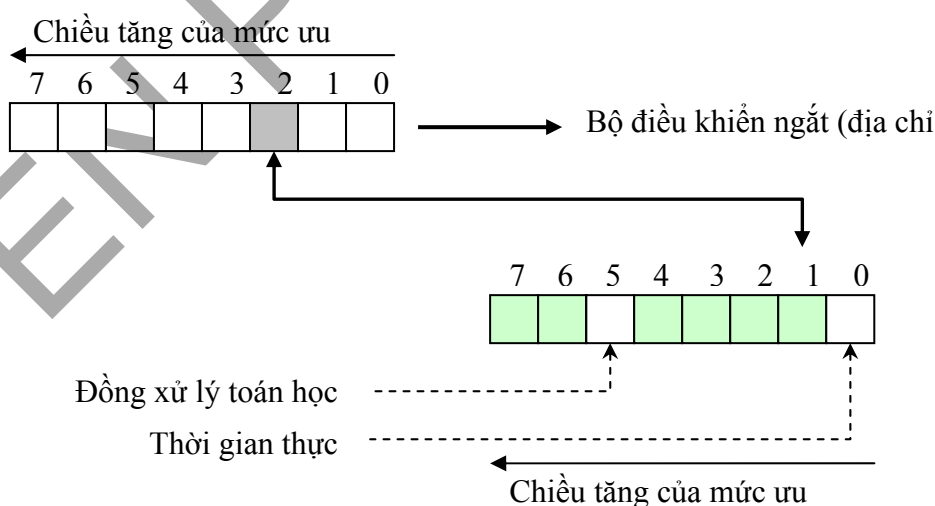 Chiều tăng của mức ưu
7 6 5 4 3 2 1 0
Bộ điều khiển ngắt (địa chỉ
7 6 5 4 3 2 1 0
Đồng xử lý toán học
Thời gian thực
Chiều tăng của mức ưu